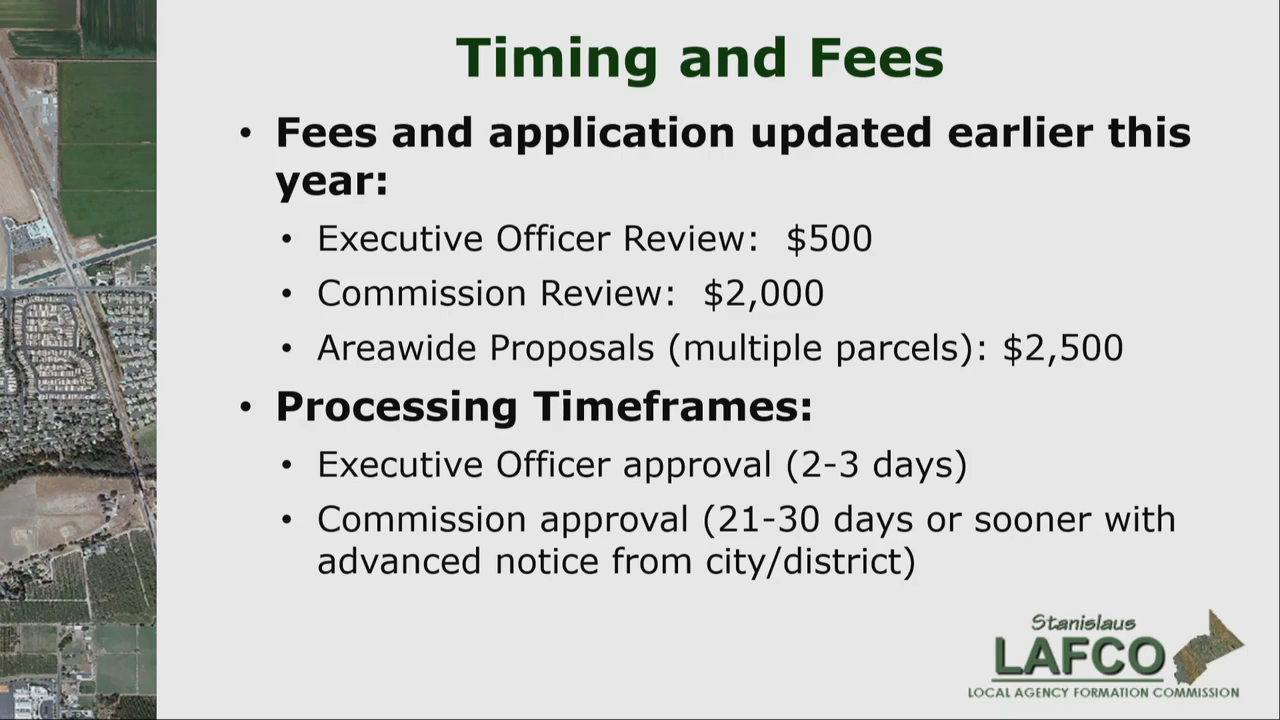 Timing and Fees
• Fees and application updated earlier this
year:
• Executive Officer Review: $500
• Commission Review: $2,000
• Areawide Proposals (multiple parcels): $2,500
• Processing Timeframes:
• Executive Officer approval (2-3 days)
• Commission approval (21-30 days or sooner with
advanced notice from city/district)
Stanislaus
LAFCO
LOCAL AGENCY FORMATION COMMISSION